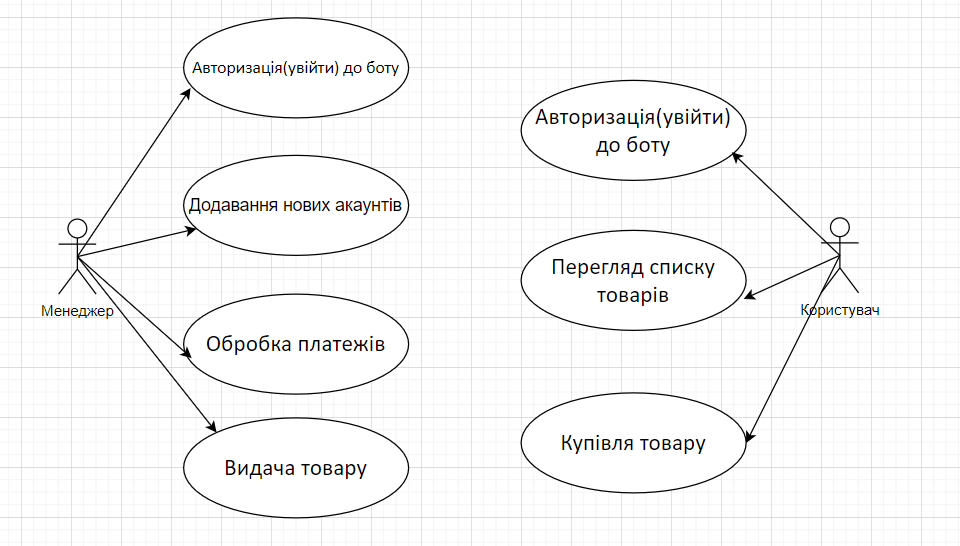 Авторизація(увійти) до боту
Додавання нових акаунтів
Менеджер
Обробка платежів
Видача товару
Авторизація(увійти)
до боту
Перегляд списку
товарів
Користувач
Купівля товару